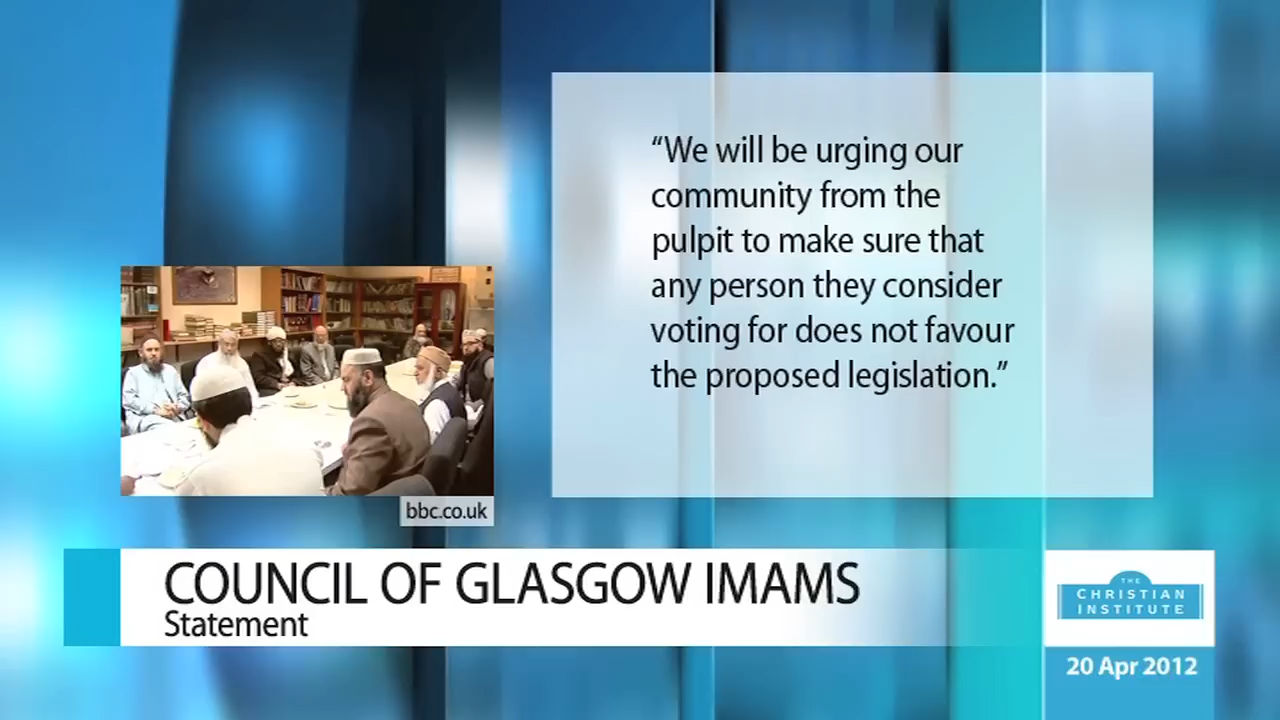 “We will be urging our
community from the
pulpit to make sure that
any person they consider
voting for does not favour
the proposed legislation.”
bbc.co.uk
COUNCIL OF GLASGOW IMAMS
Statement
THE
CHRISTIAN
INSTITUTE
20 Apr 2012